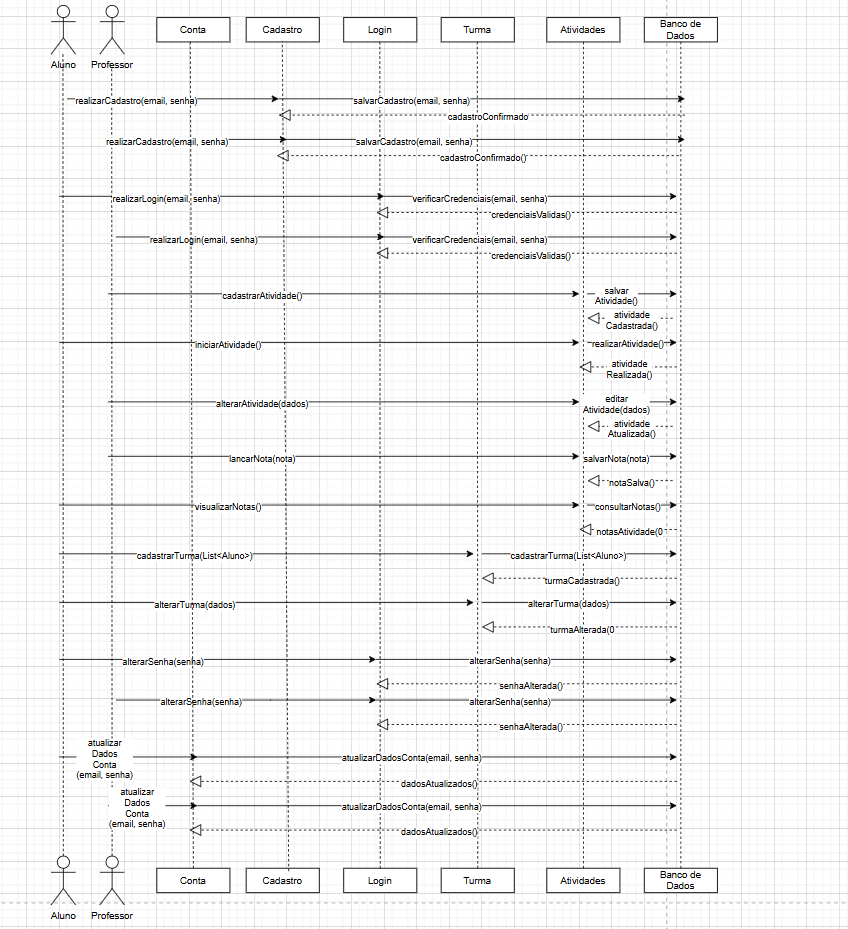 Conta
Cadastro
Login
Turma
Atividades
Banco de
Dados
Aluno
Professor
realizarCadastro(email, senha)
salvarCadastro(email, senha)
cadastroConfirmado
realizarCadastro(email, senha)
salvarCadastro(email, senha)
cadastroConfirmado()
realizarLogin(email, senha)
verificarCredenciais(email, senha)
credenciaisValidas()
realizarLogin(email, senha)
verificarCredenciais(email, senha)
credenciaisValidas()
cadastrarAtividade()
salvar
Atividade()
atividade
Cadastrada()
iniciarAtividade()
realizarAtividade()
atividade
Realizada()
alterarAtividade(dados)
editar
Atividade(dados)
atividade
Atualizada()
lancarNota(nota)
salvarNota(nota)
notaSalva()
visualizarNotas()
consultarNotas()
notasAtividade(0
cadastrarTurma(List<Aluno>)
cadastrarTurma(List<Aluno>)
turmaCadastrada()
alterarTurma(dados)
alterarTurma(dados)
turmaAlterada(0
alterarSenha(senha)
alterarSenha(senha)
senhaAlterada()
alterarSenha(senha)
alterarSenha(senha)
senhaAlterada()
atualizar
Dados
Conta
(email, senha)
atualizarDadosConta(email, senha)
dadosAtualizados()
atualizar
Dados
Conta
(email, senha)
atualizarDadosConta(email, senha)
dadosAtualizados()
Conta
Cadastro
Login
Turma
Atividades
Banco de
Dados
Aluno
Professor